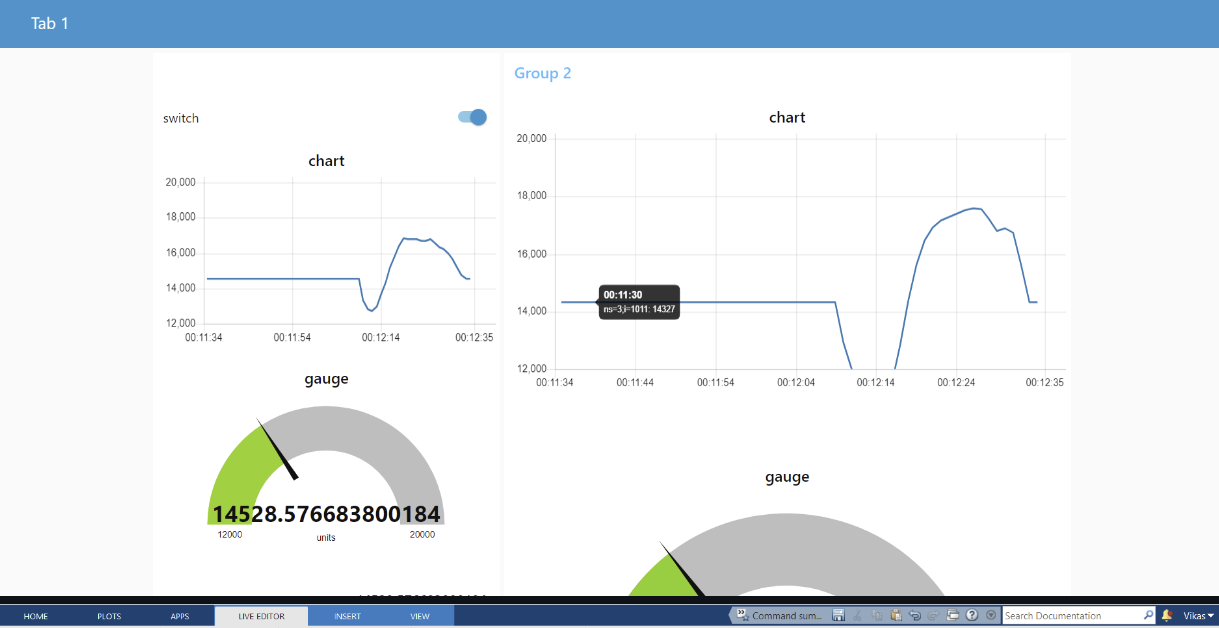 Tab 1
switch
chart
20,000
18,000
16,000
14,000
12,000
00:11:34 00:11:54 00:12:14 00:12:35
gauge
14528.576683800184
12000 units 20000
Group 2
chart
20,000
18,000
16,000
14,000
12,000
00:11:30
ns=3;i=1011: 14327
00:11:34 00:11:44 00:11:54 00:12:04 00:12:14 00:12:24 00:12:35
gauge
HOME PLOTS APPS LIVE EDITOR INSERT VIEW Command sum... Search Documentation Vikas